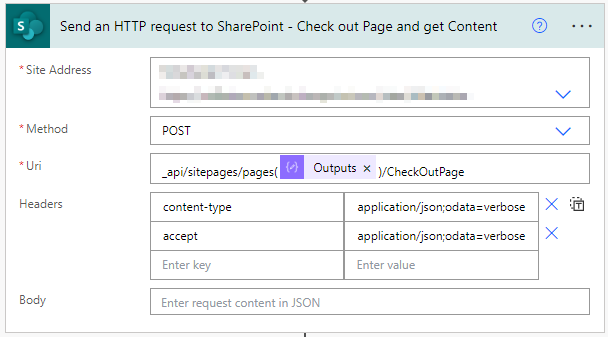 Send an HTTP request to SharePoint - Check out Page and get Content
* Site Address
* Method
POST
* Uri
_api/sitepages/pages( Outputs )/CheckOutPage
Headers
content-type application/json;odata=verbose
accept application/json;odata=verbose
Enter key Enter value
Body
Enter request content in JSON